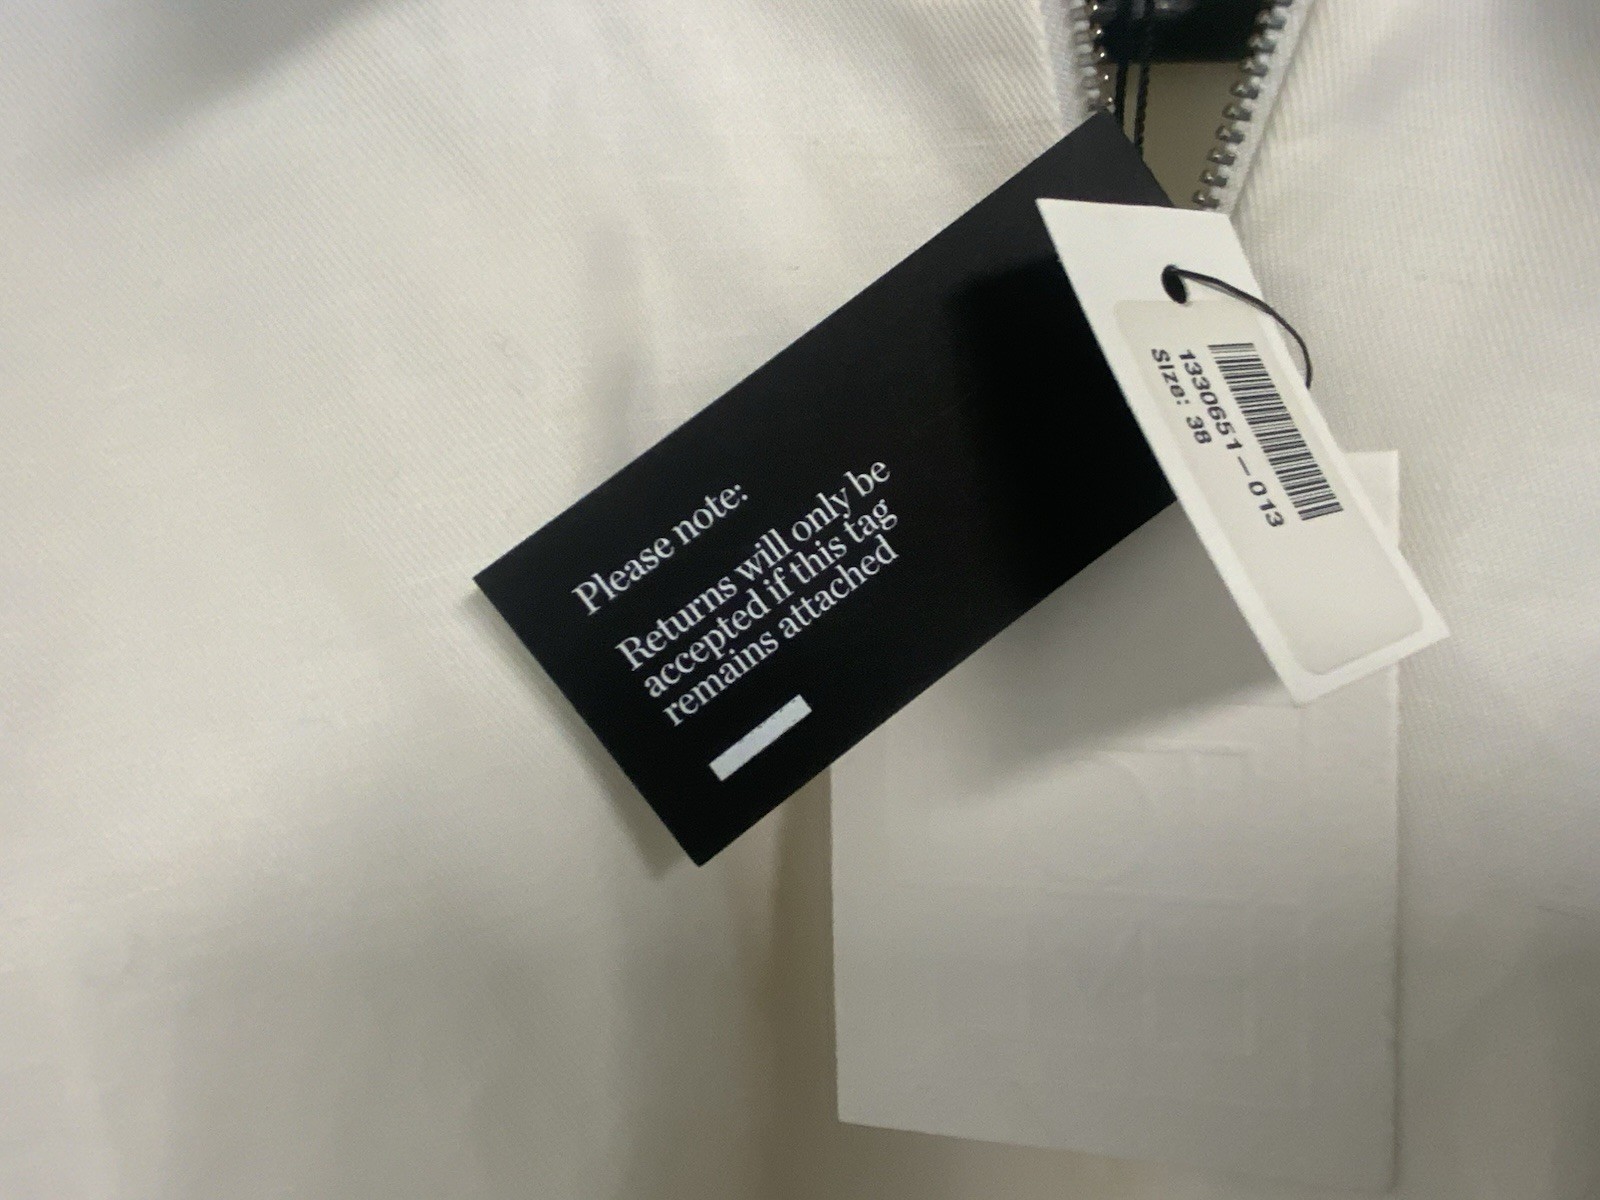 Please note:
Returns will only be
accepted if this tag
remains attached
1330651-013
Size: 38